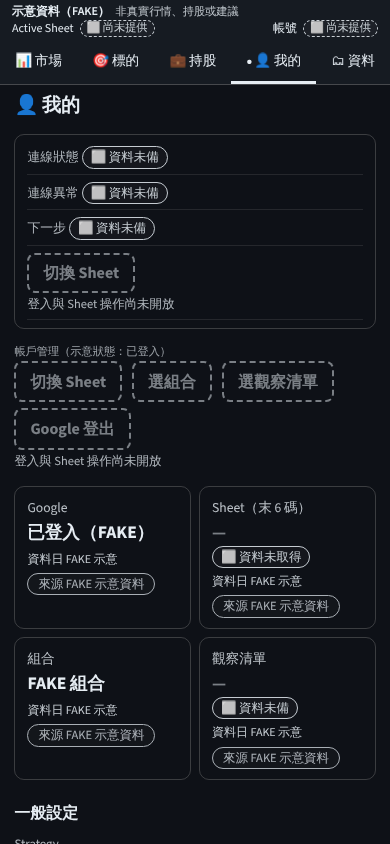 示意資料（FAKE） 非真實行情、持股或建議
Active Sheet ⬜ 尚未提供 帳號 ⬜ 尚未提供
📊 市場 🎯 標的 💼 持股 • 👤 我的 🗂 資料
👤 我的
連線狀態 ⬜ 資料未備
連線異常 ⬜ 資料未備
下一步 ⬜ 資料未備
切換 Sheet
登入與 Sheet 操作尚未開放
帳戶管理（示意狀態：已登入）
切換 Sheet 選組合 選觀察清單
Google 登出
登入與 Sheet 操作尚未開放
Google
已登入（FAKE）
資料日 FAKE 示意
來源 FAKE 示意資料
Sheet（末 6 碼）
—
⬜ 資料未取得
資料日 FAKE 示意
來源 FAKE 示意資料
組合
FAKE 組合
資料日 FAKE 示意
來源 FAKE 示意資料
觀察清單
—
⬜ 資料未備
資料日 FAKE 示意
來源 FAKE 示意資料
一般設定
Strategy